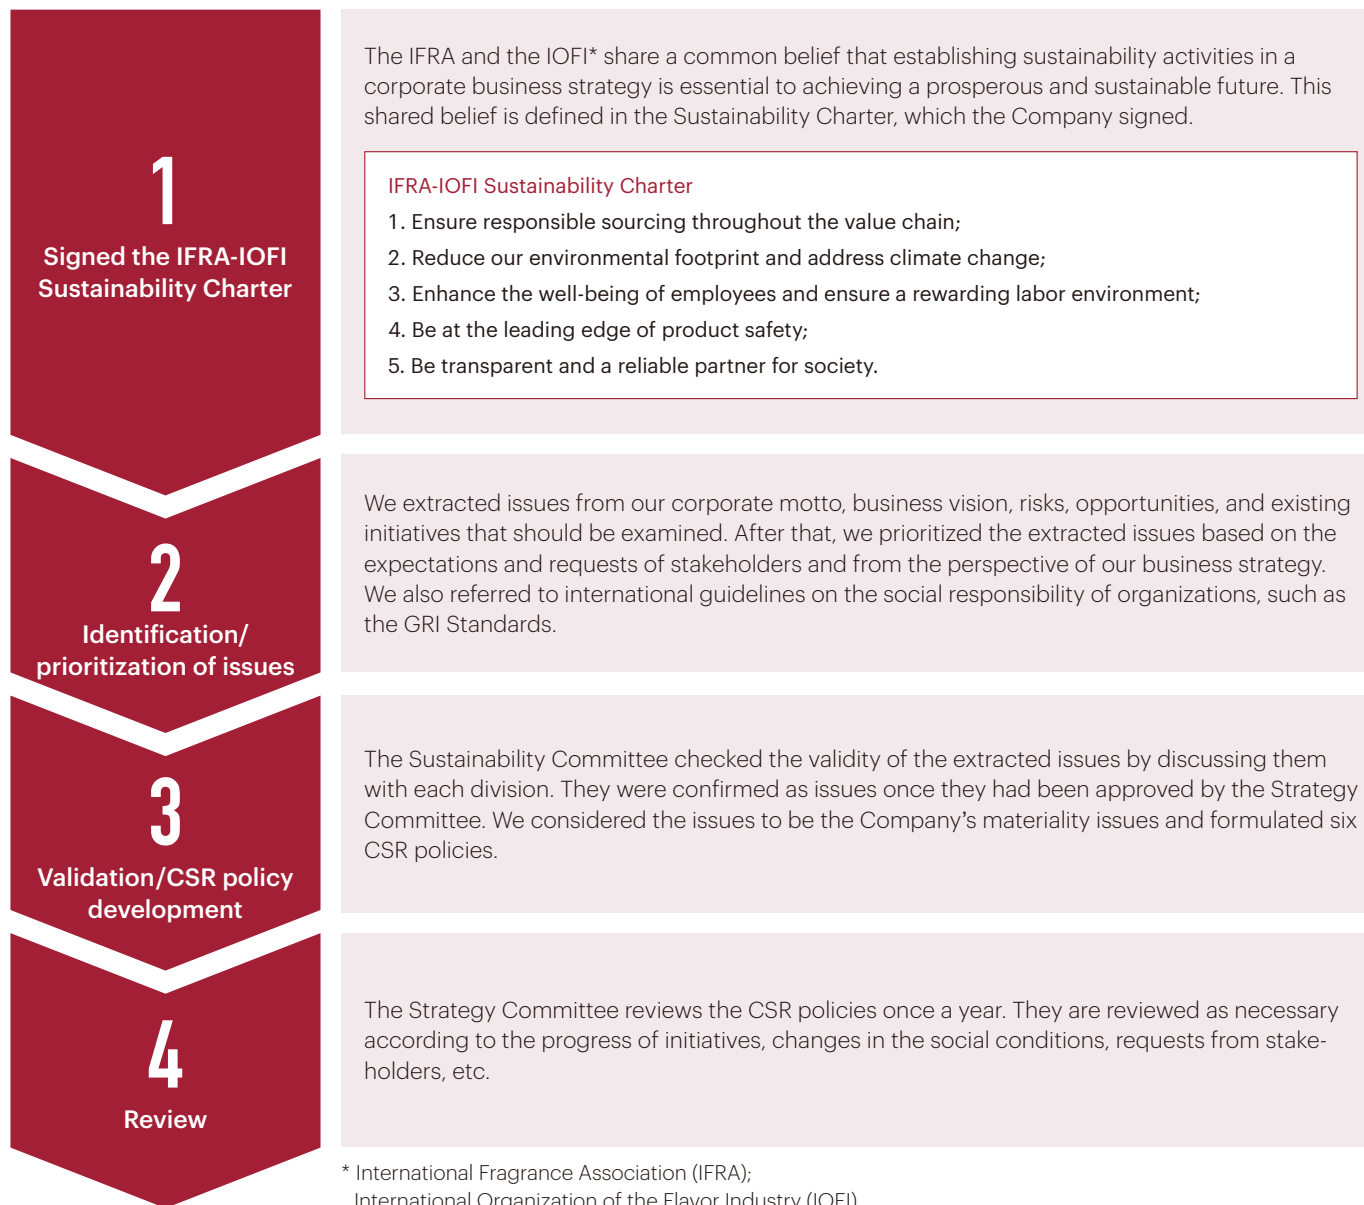 1
Signed the IFRA-IOFI
Sustainability Charter
The IFRA and the IOFI* share a common belief that establishing sustainability activities in a
corporate business strategy is essential to achieving a prosperous and sustainable future. This
shared belief is defined in the Sustainability Charter, which the Company signed.
IFRA-IOFI Sustainability Charter
1. Ensure responsible sourcing throughout the value chain;
2. Reduce our environmental footprint and address climate change;
3. Enhance the well-being of employees and ensure a rewarding labor environment;
4. Be at the leading edge of product safety;
5. Be transparent and a reliable partner for society.
2
Identification/
prioritization of issues
We extracted issues from our corporate motto, business vision, risks, opportunities, and existing
initiatives that should be examined. After that, we prioritized the extracted issues based on the
expectations and requests of stakeholders and from the perspective of our business strategy.
We also referred to international guidelines on the social responsibility of organizations, such as
the GRI Standards.
3
Validation/CSR policy
development
The Sustainability Committee checked the validity of the extracted issues by discussing them
with each division. They were confirmed as issues once they had been approved by the Strategy
Committee. We considered the issues to be the Company's materiality issues and formulated six
CSR policies.
4
Review
The Strategy Committee reviews the CSR policies once a year. They are reviewed as necessary
according to the progress of initiatives, changes in the social conditions, requests from stake-
holders, etc.
* International Fragrance Association (IFRA);
International Organization of the Flavor Industry (IOFI)